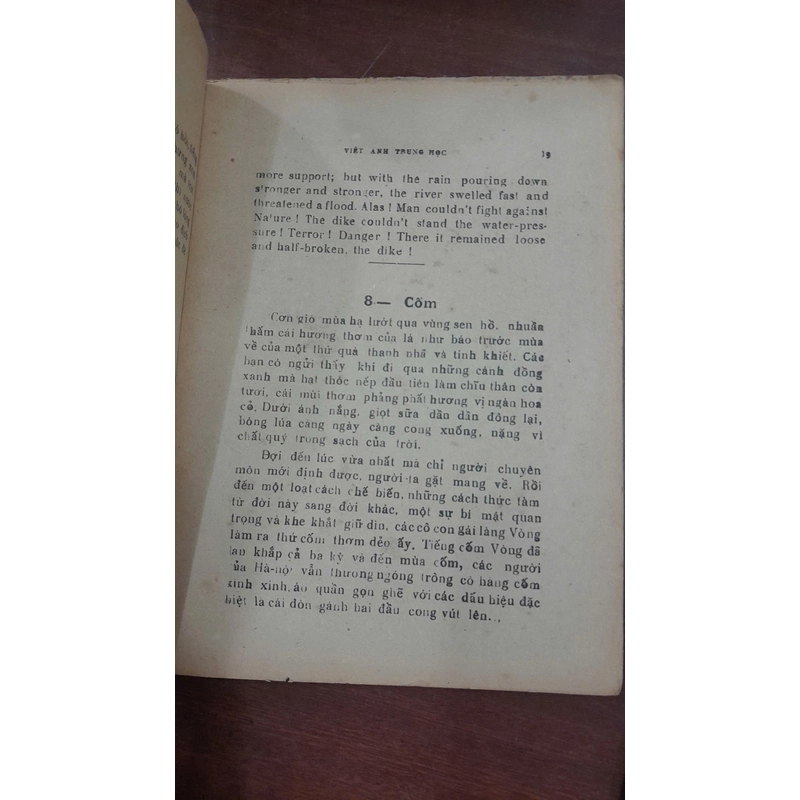 VIỆT ANH TRUNG HỌC 19
more support; but with the rain pouring down
stronger and stronger, the river swelled fast and
threatened a flood. Alas ! Man couldn't fight against
Nature ! The dike couldn't stand the water-pres-
sure ! Terror ! Danger ! There it remained loose
and half-broken, the dike !
8 — Cốm
Cơn gió mùa hạ lướt qua vùng sen hồ, nhuần
thấm cái hương thơm của lá như báo trước mùa
về của một thứ quà thanh nhã và tinh khiết. Các
bạn có ngửi thấy khi đi qua những cánh đồng
xanh mà hạt thóc nếp đầu tiên làm chĩu thân còn
tươi, cái mùi thơm phảng phất hương vị ngàn hoa
cỏ. Dưới ánh nắng, giọt sữa dần dần đông lại,
bông lúa càng ngày càng cong xuống, nặng vì
chất quý trong sạch của trời.
Đợi đến lúc vừa nhất mà chỉ người chuyên
môn mới định được, người ta gặt mang về. Rồi
đến một loạt cách chế biến, những cách thức làm
từ đời này sang đời khác, một sự bí mật quan
trọng và khe khắt giữ dìn, các cô con gái làng Vòng
làm ra thứ cốm thơm dẻo ấy. Tiếng cốm Vòng đã
lan khắp cả ba kỳ và đến mùa cốm, các người
của Hà-nội vẫn thường ngóng trông cô hàng cốm
xinh xinh, áo quần gọn ghẽ với các dấu hiệu đặc
biệt là cái đòn gánh hai đầu cong vút lên...